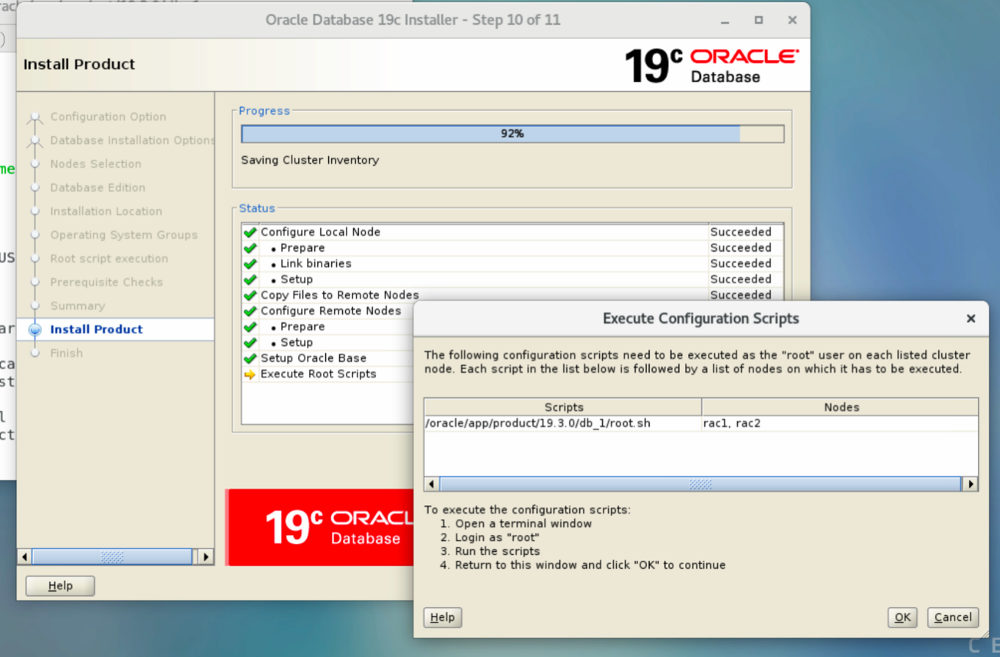 Oracle Database 19c Installer - Step 10 of 11
Install Product
19c ORACLE
Database
Configuration Option
Database Installation Options
Nodes Selection
Database Edition
Installation Location
Operating System Groups
Root script execution
Prerequisite Checks
Summary
Install Product
Finish
Help
Progress
92%
Saving Cluster Inventory
Status
Configure Local Node Succeeded
• Prepare Succeeded
• Link binaries Succeeded
• Setup Succeeded
Copy Files to Remote Nodes Succeeded
Configure Remote Nodes
• Prepare
• Setup
Setup Oracle Base
Execute Root Scripts
19c ORACL
Database
Execute Configuration Scripts
The following configuration scripts need to be executed as the "root" user on each listed cluster
node. Each script in the list below is followed by a list of nodes on which it has to be executed.
Scripts Nodes
/oracle/app/product/19.3.0/db_1/root.sh rac1, rac2
To execute the configuration scripts:
1. Open a terminal window
2. Login as "root"
3. Run the scripts
4. Return to this window and click "OK" to continue
Help OK Cancel
me
US
ar
ca
st
l
ct